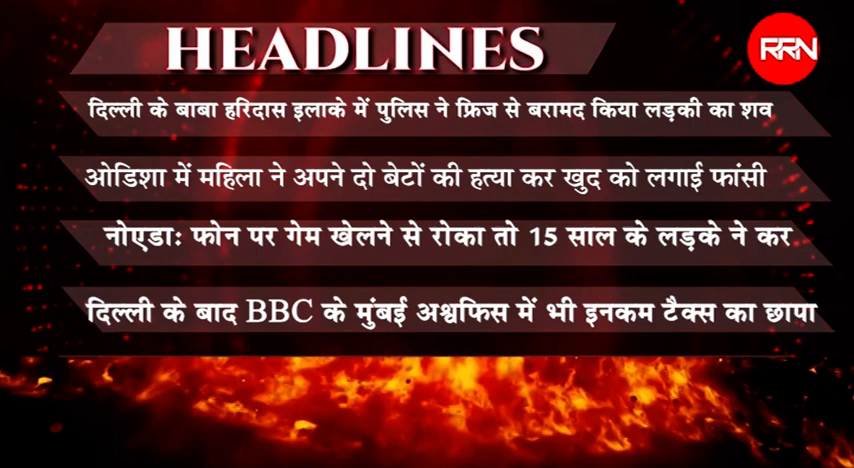 HEADLINES
RRN
दिल्ली के बाबा हरिदास इलाके में पुलिस ने फ्रिज से बरामद किया लड़की का शव
ओडिशा में महिला ने अपने दो बेटों की हत्या कर खुद को लगाई फांसी
नोएडाः फोन पर गेम खेलने से रोका तो 15 साल के लड़के ने कर
दिल्ली के बाद BBC के मुंबई अश्वफिस में भी इनकम टैक्स का छापा